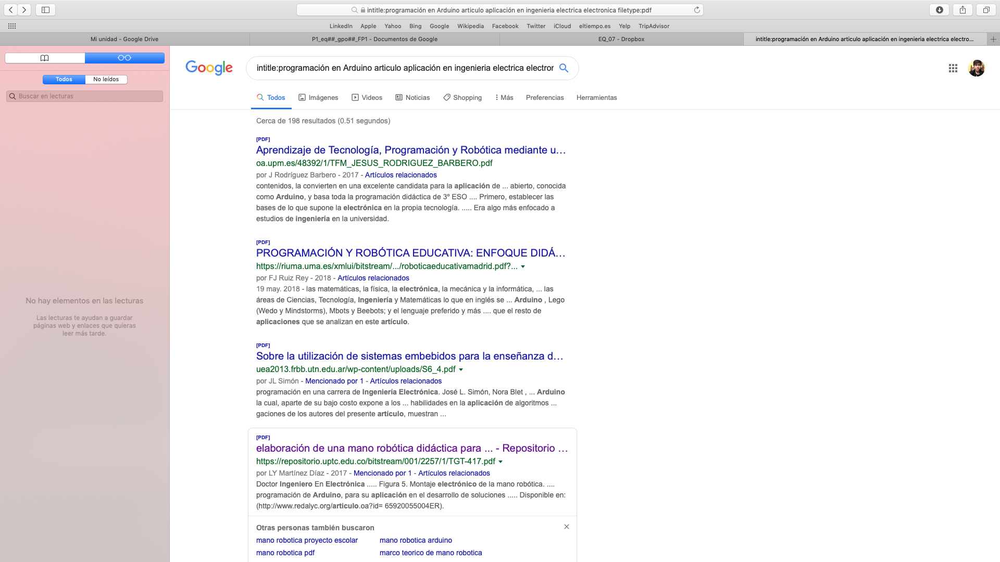 intitle:programación en Arduino articulo aplicación en ingenieria electrica electronica filetype:pdf
LinkedIn Apple Yahoo Bing Google Wikipedia Facebook Twitter iCloud eltiempo.es Yelp TripAdvisor
Mi unidad - Google Drive
P1_eq##_gpo##_FP1 - Documentos de Google
EQ_07 - Dropbox
intitle:programación en Arduino articulo aplicación en ingenieria electrica electro...
Todos No leídos
Buscar en lecturas
No hay elementos en las lecturas
Las lecturas te ayudan a guardar
páginas web y enlaces que quieras
leer más tarde.
Google
intitle:programación en Arduino articulo aplicación en ingenieria electrica electror
Todos Imágenes Videos Noticias Shopping Más Preferencias Herramientas
Cerca de 198 resultados (0.51 segundos)
[PDF]
Aprendizaje de Tecnología, Programación y Robótica mediante u...
oa.upm.es/48392/1/TFM_JESUS_RODRIGUEZ_BARBERO.pdf
por J Rodríguez Barbero - 2017 - Artículos relacionados
contenidos, la convierten en una excelente candidata para la aplicación de ... abierto, conocida
como Arduino, y basa toda la programación didáctica de 3º ESO .... Primero, establecer las
bases de lo que supone la electrónica en la propia tecnología. ..... Era algo más enfocado a
estudios de ingeniería en la universidad.
[PDF]
PROGRAMACIÓN Y ROBÓTICA EDUCATIVA: ENFOQUE DIDÁ...
https://riuma.uma.es/xmlui/bitstream/.../roboticaeducativamadrid.pdf?...
por FJ Ruiz Rey - 2018 - Artículos relacionados
19 may. 2018 - las matemáticas, la física, la electrónica, la mecánica y la informática, ... las
áreas de Ciencias, Tecnología, Ingeniería y Matemáticas lo que en inglés se ... Arduino , Lego
(Wedo y Mindstorms), Mbots y Beebots; y el lenguaje preferido y más .... que el resto de
aplicaciones que se analizan en este artículo.
[PDF]
Sobre la utilización de sistemas embebidos para la enseñanza d...
uea2013.frbb.utn.edu.ar/wp-content/uploads/S6_4.pdf
por JL Simón - Mencionado por 1 - Artículos relacionados
programación en una carrera de Ingeniería Electrónica. José L. Simón, Nora Blet , ... Arduino
la cual, aparte de su bajo costo expone a los ... habilidades en la aplicación de algoritmos ...
gaciones de los autores del presente artículo, muestran ...
[PDF]
elaboración de una mano robótica didáctica para ... - Repositorio ...
https://repositorio.uptc.edu.co/bitstream/001/2257/1/TGT-417.pdf
por LY Martínez Díaz - 2017 - Mencionado por 1 - Artículos relacionados
Doctor Ingeniero En Electrónica ..... Figura 5. Montaje electrónico de la mano robótica. ....
programación de Arduino, para su aplicación en el desarrollo de soluciones ..... Disponible en:
(http://www.redalyc.org/articulo.oa?id= 65920055004ER).
Otras personas también buscaron
mano robotica proyecto escolar mano robotica arduino
mano robotica pdf marco teorico de mano robotica